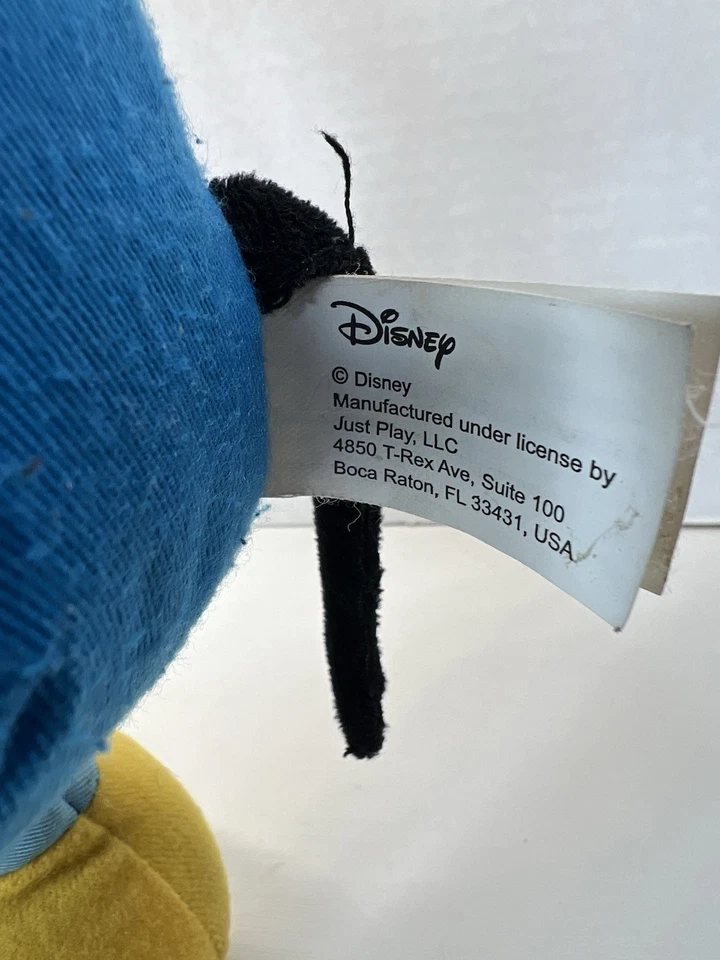 Disney
© Disney
Manufactured under license by
Just Play, LLC
4850 T-Rex Ave, Suite 100
Boca Raton, FL 33431, USA